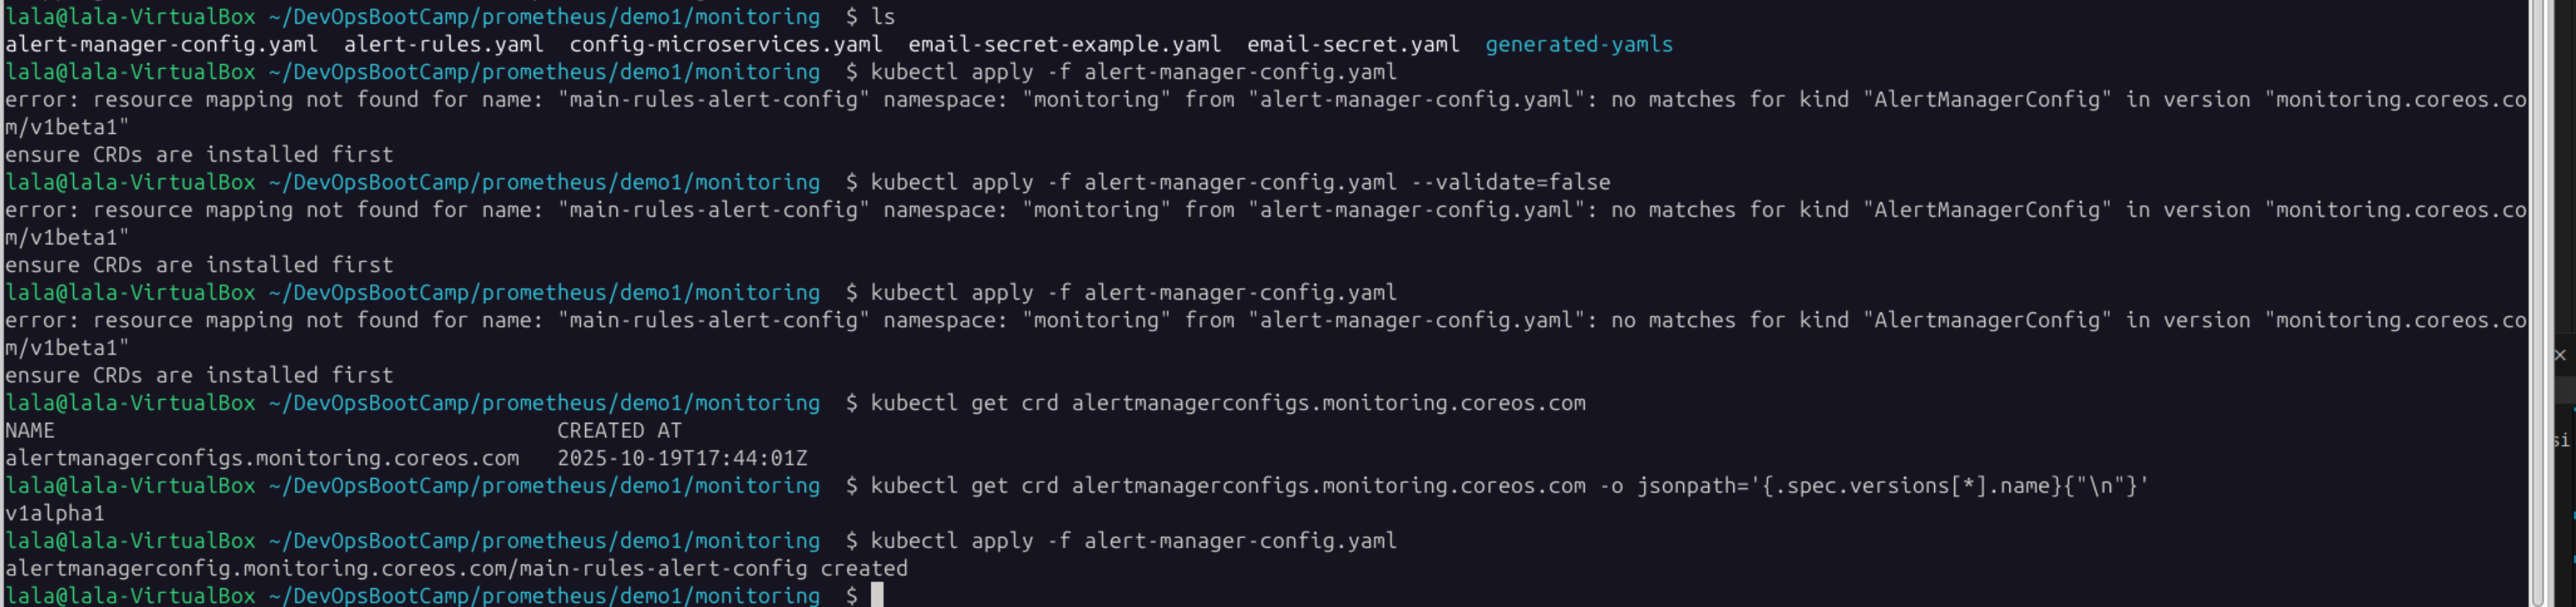 lala@lala-VirtualBox ~/DevOpsBootCamp/prometheus/demo1/monitoring $ ls
alert-manager-config.yaml alert-rules.yaml config-microservices.yaml email-secret-example.yaml email-secret.yaml generated-yamls
lala@lala-VirtualBox ~/DevOpsBootCamp/prometheus/demo1/monitoring $ kubectl apply -f alert-manager-config.yaml
error: resource mapping not found for name: "main-rules-alert-config" namespace: "monitoring" from "alert-manager-config.yaml": no matches for kind "AlertManagerConfig" in version "monitoring.coreos.co
m/v1beta1"
ensure CRDs are installed first
lala@lala-VirtualBox ~/DevOpsBootCamp/prometheus/demo1/monitoring $ kubectl apply -f alert-manager-config.yaml --validate=false
error: resource mapping not found for name: "main-rules-alert-config" namespace: "monitoring" from "alert-manager-config.yaml": no matches for kind "AlertManagerConfig" in version "monitoring.coreos.co
m/v1beta1"
ensure CRDs are installed first
lala@lala-VirtualBox ~/DevOpsBootCamp/prometheus/demo1/monitoring $ kubectl apply -f alert-manager-config.yaml
error: resource mapping not found for name: "main-rules-alert-config" namespace: "monitoring" from "alert-manager-config.yaml": no matches for kind "AlertmanagerConfig" in version "monitoring.coreos.co
m/v1beta1"
ensure CRDs are installed first
lala@lala-VirtualBox ~/DevOpsBootCamp/prometheus/demo1/monitoring $ kubectl get crd alertmanagerconfigs.monitoring.coreos.com
NAME CREATED AT
alertmanagerconfigs.monitoring.coreos.com 2025-10-19T17:44:01Z
lala@lala-VirtualBox ~/DevOpsBootCamp/prometheus/demo1/monitoring $ kubectl get crd alertmanagerconfigs.monitoring.coreos.com -o jsonpath='{.spec.versions[*].name}{"\n"}'
v1alpha1
lala@lala-VirtualBox ~/DevOpsBootCamp/prometheus/demo1/monitoring $ kubectl apply -f alert-manager-config.yaml
alertmanagerconfig.monitoring.coreos.com/main-rules-alert-config created
lala@lala-VirtualBox ~/DevOpsBootCamp/prometheus/demo1/monitoring $